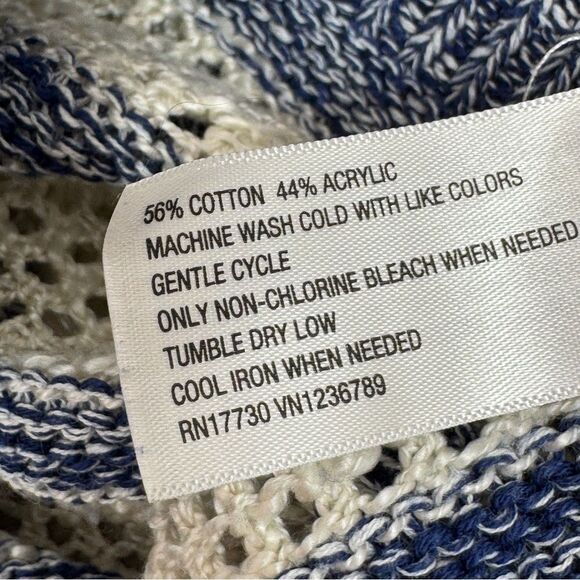 56% COTTON 44% ACRYLIC
MACHINE WASH COLD WITH LIKE COLORS
GENTLE CYCLE
ONLY NON-CHLORINE BLEACH WHEN NEEDED
TUMBLE DRY LOW
COOL IRON WHEN NEEDED
RN17730 VN1236789